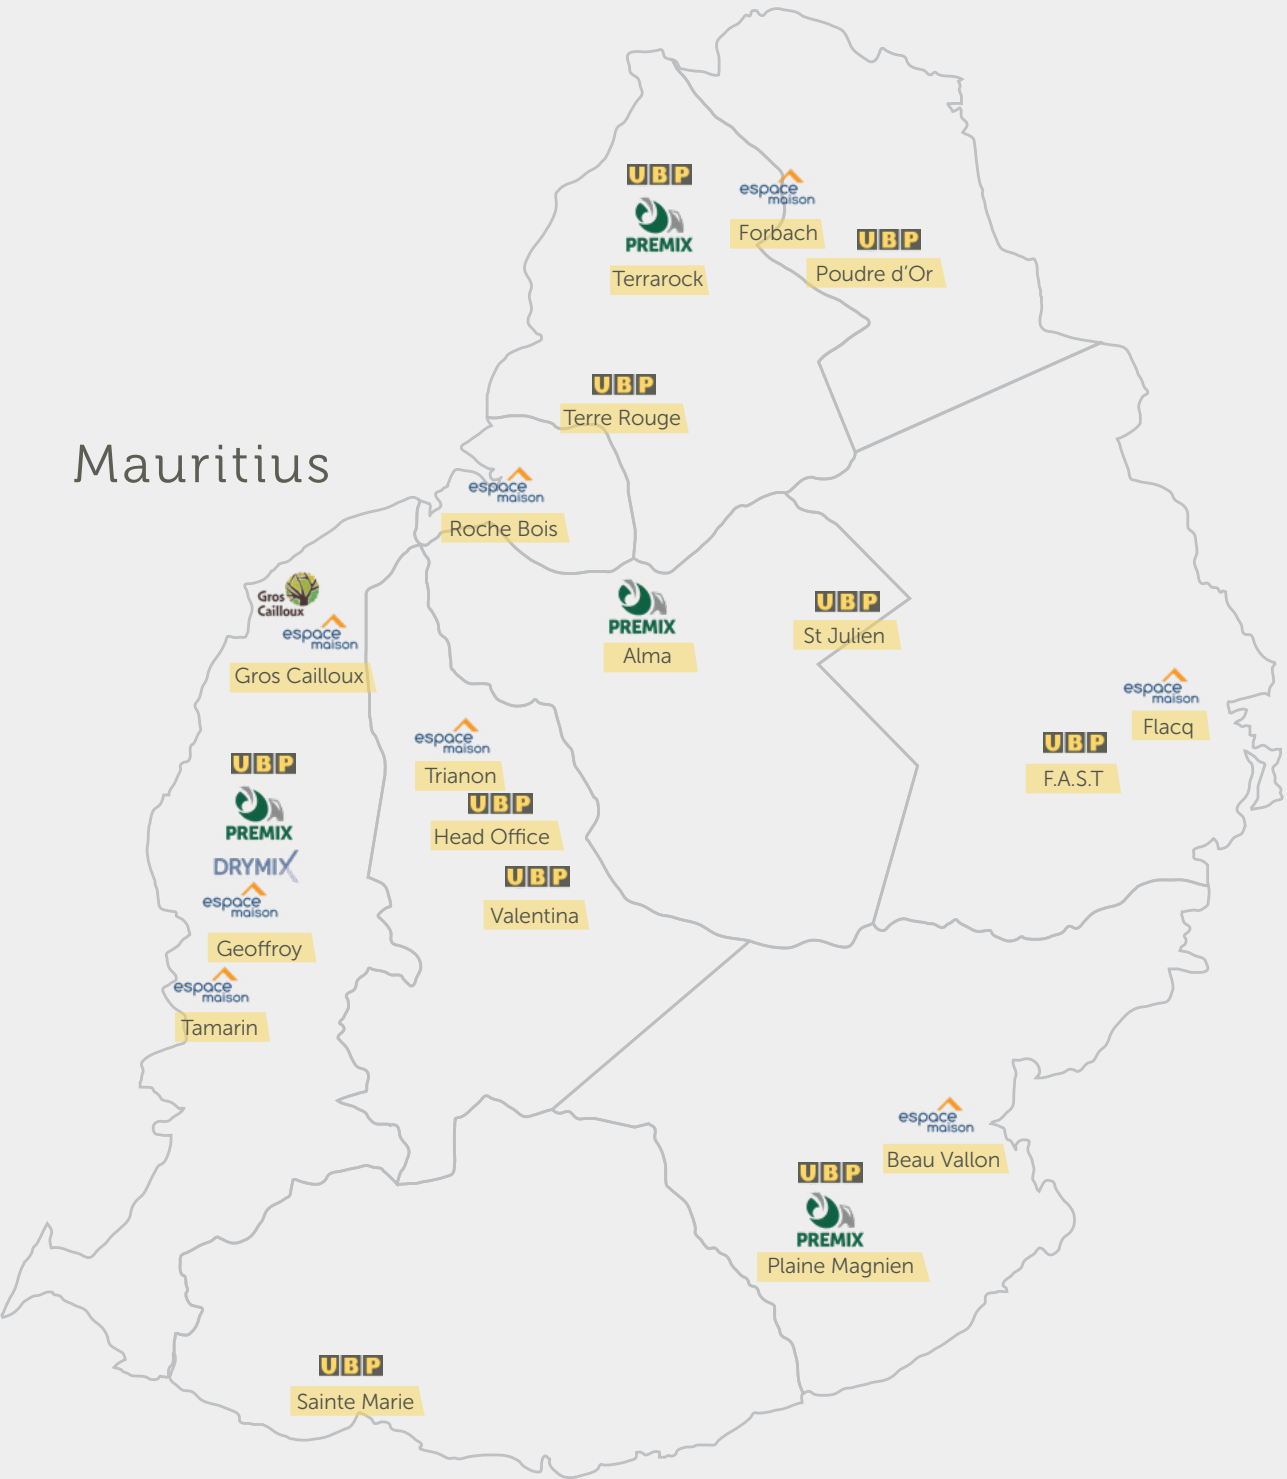 UBP
PREMIX
Terrarock
espace
maison
Forbach
UBP
Poudre d’Or
UBP
Terre Rouge
Mauritius
espace
maison
Roche Bois
Gros
Cailloux
espace
maison
Gros Cailloux
PREMIX
Alma
UBP
St Julien
espace
maison
Flacq
UBP
F.A.S.T
espace
maison
Trianon
UBP
Head Office
UBP
Valentina
UBP
PREMIX
DRYMIX
espace
maison
Geoffroy
espace
maison
Tamarin
espace
maison
Beau Vallon
UBP
PREMIX
Plaine Magnien
UBP
Sainte Marie